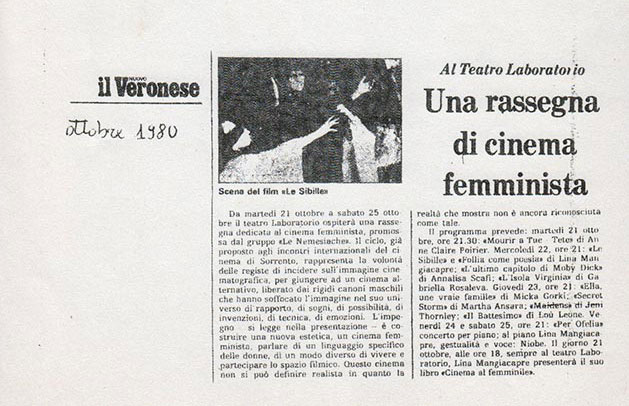 il Veronese
NUOVO
ottobre 1980
Scena del film «Le Sibille»
Al Teatro Laboratorio
Una rassegna
di cinema
femminista
Da martedì 21 ottobre a sabato 25 otto-
bre il teatro Laboratorio ospiterà una rasse-
gna dedicata al cinema femminista, promos-
sa dal gruppo «Le Nemesiache». Il ciclo, già
proposto agli incontri internazionali del cine-
ma di Sorrento, rappresenta la volontà
delle registe di incidere sull'immagine cine-
matografica, per giungere ad un cinema al-
ternativo, liberato dai rigidi canoni maschili
che hanno soffocato l'immagine nel suo uni-
verso di rapporto, di sogni, di possibilità, di
invenzioni, di tecnica, di emozioni. L'impe-
gno - si legge nella presentazione - è co-
struire una nuova estetica, un cinema fem-
minista, parlare di un linguaggio specifico
delle donne, di un modo diverso di vivere e
partecipare lo spazio filmico. Questo cinema
non si può definire realista in quanto la
realtà che mostra non è ancora riconosciuta
come tale.
Il programma prevede: martedì 21 otto-
bre, ore 21.30: «Mourir a Tue - Tete» di An-
ne Claire Poirier. Mercoledì 22, ore 21: «Le
Sibille» e «Follia come poesia» di Lina Man-
giacapre; «L'ultimo capitolo di Moby Dick»
di Annalisa Scafi; «L'Isola Virginia» di Ga-
briella Rosaleva. Giovedì 23, ore 21: «Ella,
une vraie famille» di Micka Gorki; «Secret
Storm» di Martha Ansara; «Maidens» di Jeni
Thornley; «Il Battesimo» di Lou Leone. Ve-
nerdì 24 e sabato 25, ore 21: «Per Ofelia»
concerto per piano; al piano Lina Mangiaca-
pre, gestualità e voce: Niobe. Il giorno 21
ottobre, alle ore 18, sempre al teatro Labo-
ratorio, Lina Mangiacapre presenterà il suo
libro «Cinema al femminile».